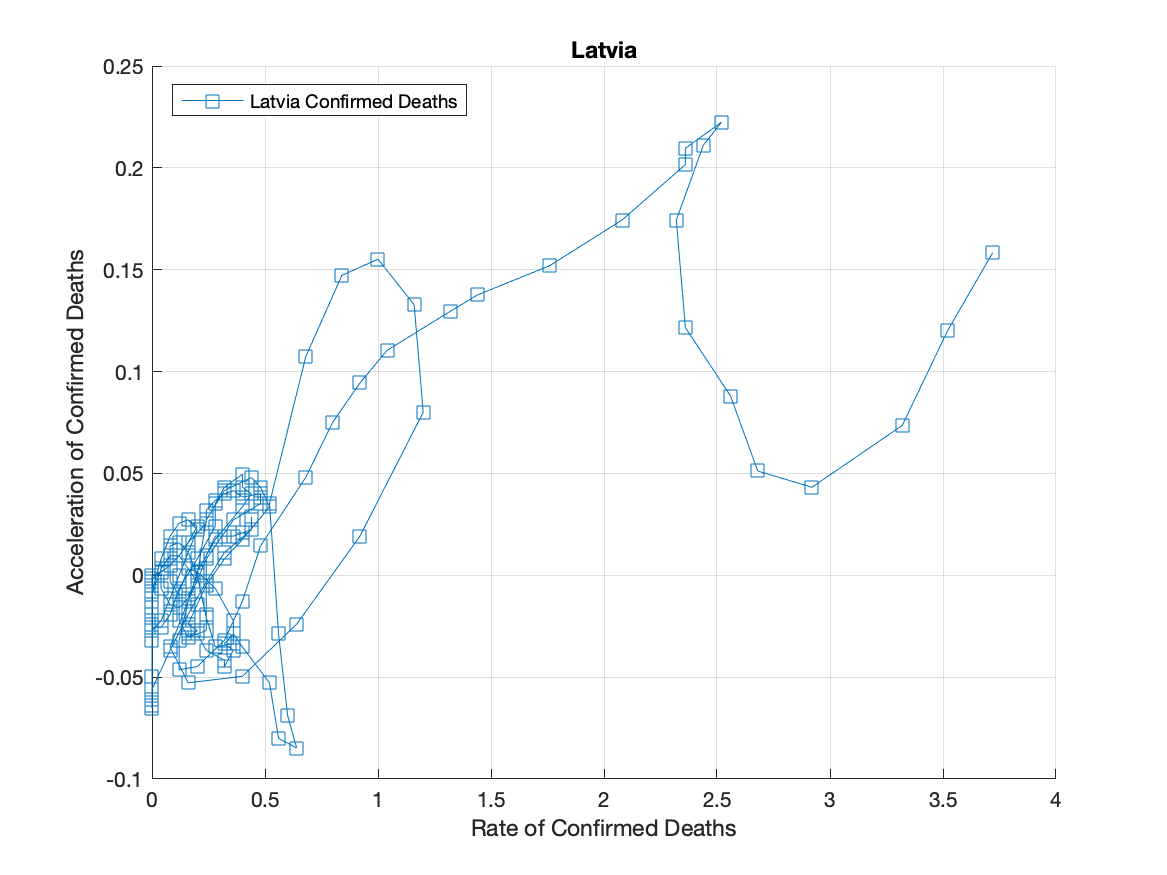 Latvia
Latvia Confirmed Deaths
0.25
0.2
0.15
0.1
0.05
0
-0.05
-0.1
Acceleration of Confirmed Deaths
0 0.5 1 1.5 2 2.5 3 3.5 4
Rate of Confirmed Deaths